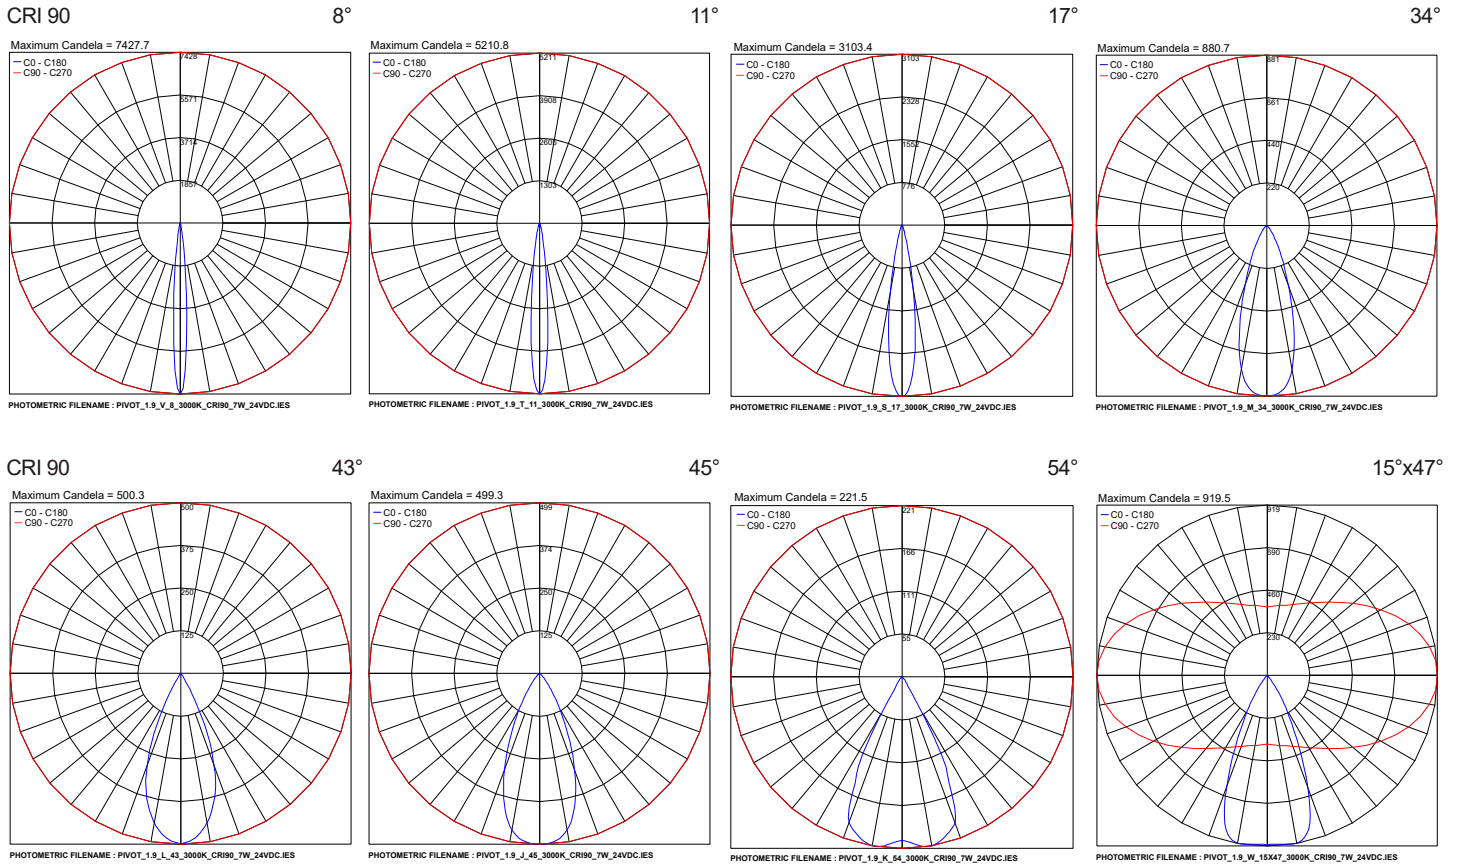 CRI 90 8° 11° 17° 34°
Maximum Candela = 7427.7
C0 - C180
C90 - C270
7428
5571
3714
1857
PHOTOMETRIC FILENAME : PIVOT_1.9_V_8_3000K_CRI90_7W_24VDC.IES
Maximum Candela = 5210.8
C0 - C180
C90 - C270
5211
3908
2605
1303
PHOTOMETRIC FILENAME : PIVOT_1.9_T_11_3000K_CRI90_7W_24VDC.IES
Maximum Candela = 3103.4
C0 - C180
C90 - C270
3103
2328
1552
776
PHOTOMETRIC FILENAME : PIVOT_1.9_S_17_3000K_CRI90_7W_24VDC.IES
Maximum Candela = 880.7
C0 - C180
C90 - C270
881
661
440
220
PHOTOMETRIC FILENAME : PIVOT_1.9_M_34_3000K_CRI90_7W_24VDC.IES
CRI 90 43° 45° 54° 15°x47°
Maximum Candela = 500.3
C0 - C180
C90 - C270
500
375
250
125
PHOTOMETRIC FILENAME : PIVOT_1.9_L_43_3000K_CRI90_7W_24VDC.IES
Maximum Candela = 499.3
C0 - C180
C90 - C270
499
374
250
125
PHOTOMETRIC FILENAME : PIVOT_1.9_J_45_3000K_CRI90_7W_24VDC.IES
Maximum Candela = 221.5
C0 - C180
C90 - C270
221
166
111
55
PHOTOMETRIC FILENAME : PIVOT_1.9_K_54_3000K_CRI90_7W_24VDC.IES
Maximum Candela = 919.5
C0 - C180
C90 - C270
919
690
460
230
PHOTOMETRIC FILENAME : PIVOT_1.9_W_15X47_3000K_CRI90_7W_24VDC.IES